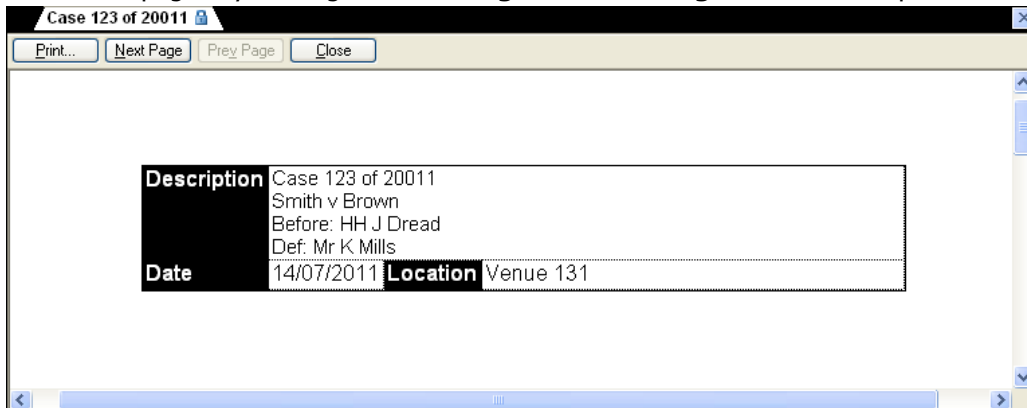 Case 123 of 20011
Print... Next Page Prev Page Close
Description Case 123 of 20011
Smith v Brown
Before: HH J Dread
Def: Mr K Mills
Date 14/07/2011 Location Venue 131